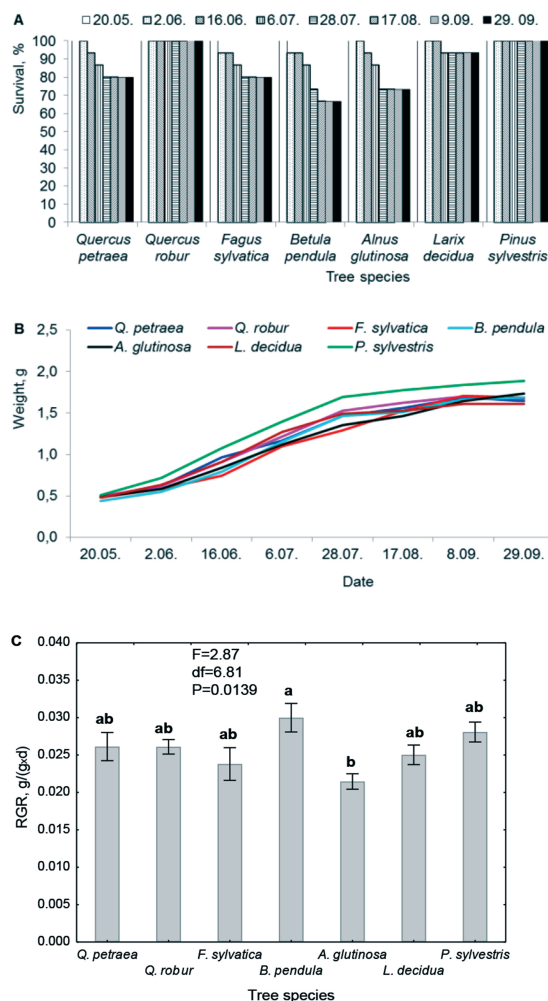 A
20.05. 2.06. 16.06. 6.07. 28.07. 17.08. 9.09. 29. 09.
Survival, %
100
90
80
70
60
50
40
30
20
10
0
Quercus petraea
Quercus robur
Fagus sylvatica
Betula pendula
Alnus glutinosa
Larix decidua
Pinus sylvestris
Tree species
B
Q. petraea Q. robur F. sylvatica B. pendula
A. glutinosa L. decidua P. sylvestris
Weight, g
2,5
2,0
1,5
1,0
0,5
0,0
20.05. 2.06. 16.06. 6.07. 28.07. 17.08. 8.09. 29.09.
Date
C
RGR, g/(gxd)
0.040
0.035
0.030
0.025
0.020
0.015
0.010
0.005
0.000
F=2.87
df=6.81
P=0.0139
ab ab ab a b ab ab
Q. petraea F. sylvatica A. glutinosa P. sylvestris
Q. robur B. pendula L. decidua
Tree species